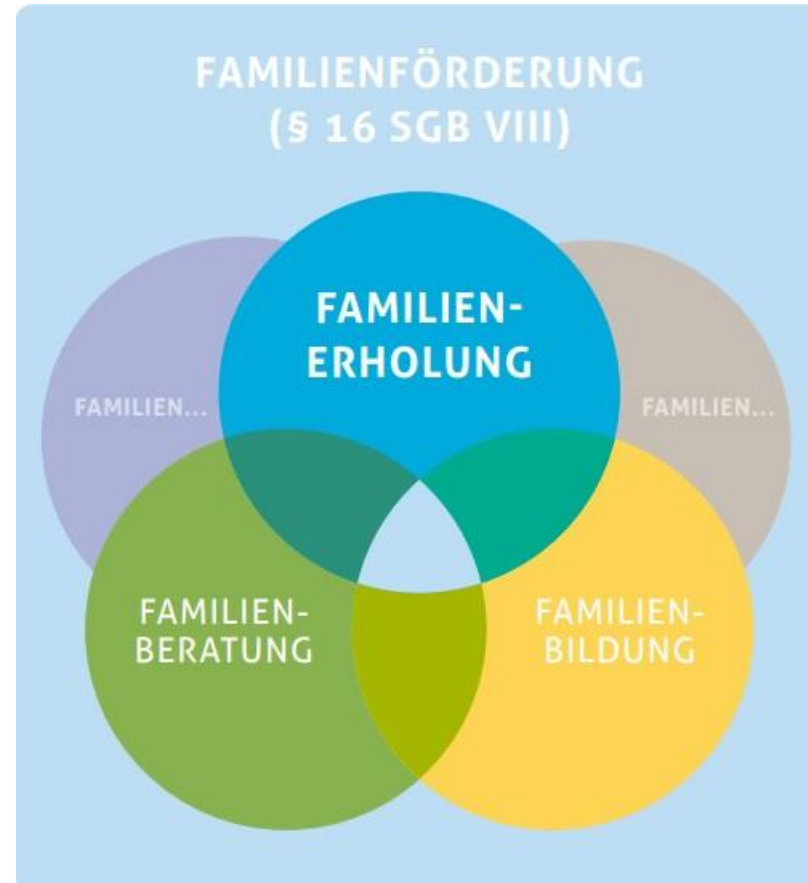 FAMILIENFÖRDERUNG
(§ 16 SGB VIII)
FAMILIEN-
ERHOLUNG
FAMILIEN...
FAMILIEN...
FAMILIEN-
BERATUNG
FAMILIEN-
BILDUNG